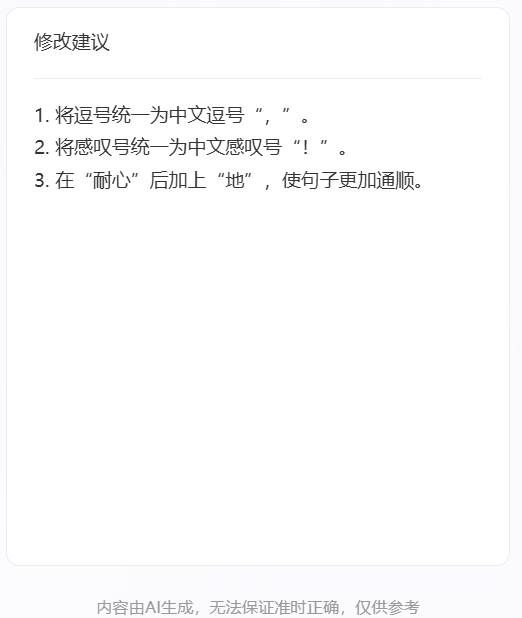 修改建议
1. 将逗号统一为中文逗号“，”。
2. 将感叹号统一为中文感叹号“！”。
3. 在“耐心”后加上“地”，使句子更加通顺。
内容由AI生成，无法保证准时正确，仅供参考